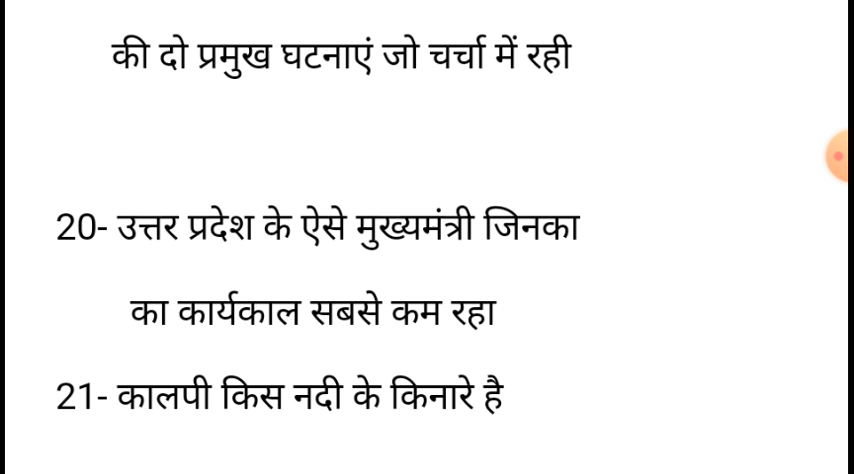 की दो प्रमुख घटनाएं जो चर्चा में रही
20- उत्तर प्रदेश के ऐसे मुख्यमंत्री जिनका
का कार्यकाल सबसे कम रहा
21- कालपी किस नदी के किनारे है